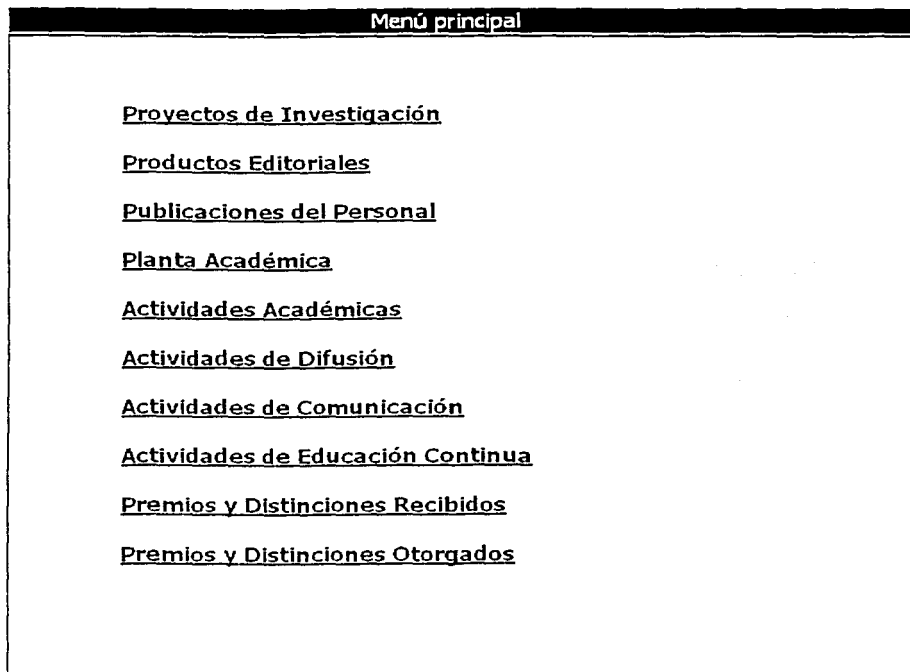 Menú principal
Proyectos de Investigación
Productos Editoriales
Publicaciones del Personal
Planta Académica
Actividades Académicas
Actividades de Difusión
Actividades de Comunicación
Actividades de Educación Continua
Premios y Distinciones Recibidos
Premios y Distinciones Otorgados